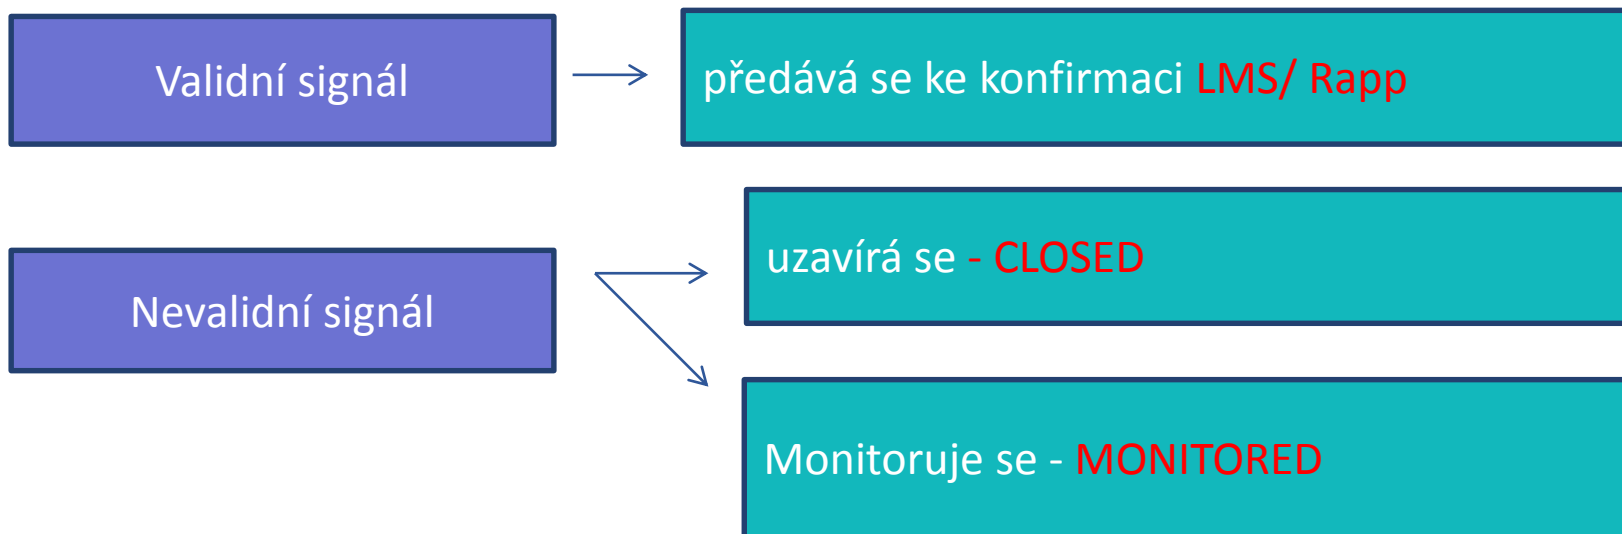 Validní signál
předává se ke konfirmaci LMS/ Rapp
uzavírá se - CLOSED
Nevalidní signál
Monitoruje se - MONITORED